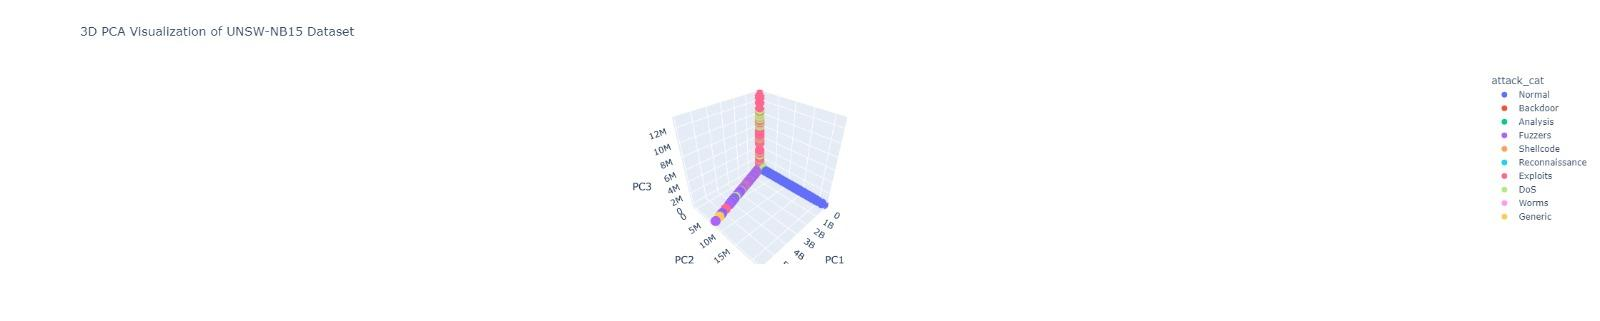 3D PCA Visualization of UNSW-NB15 Dataset
attack_cat
Normal
Backdoor
Analysis
Fuzzers
Shellcode
Reconnaissance
Exploits
DoS
Worms
Generic
12M
10M
8M
6M
4M
2M
0
PC3
0
5M
10M
15M
PC2
0
1B
2B
3B
4B
PC1